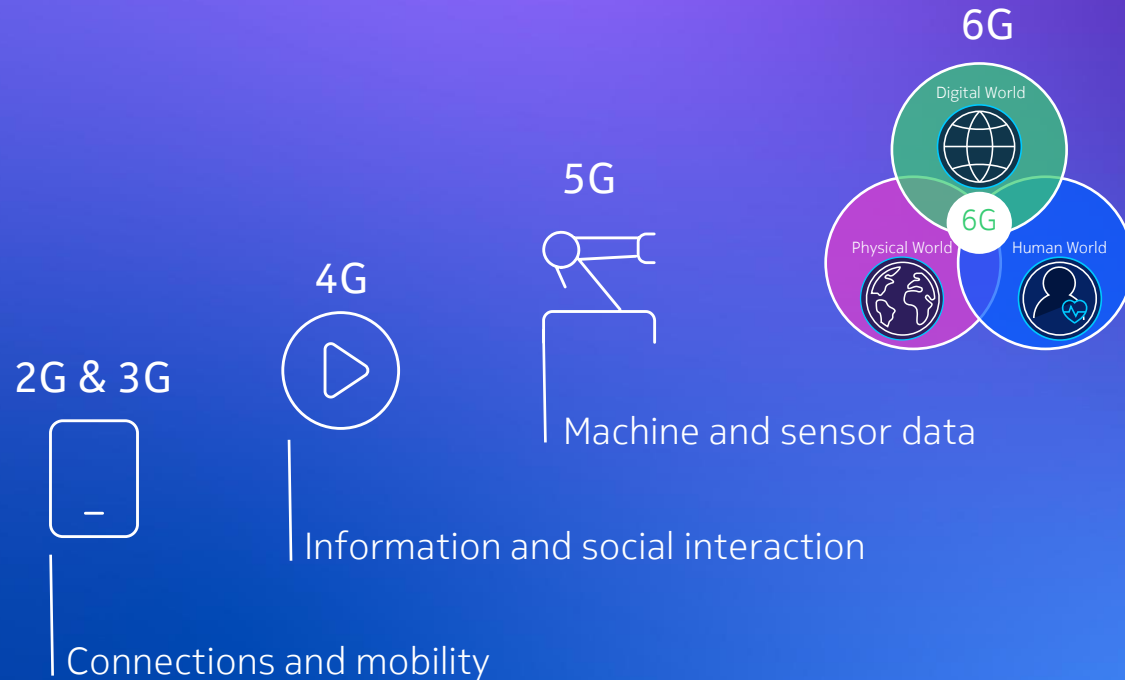 6G
Digital World
6G
Physical World
Human World
5G
Machine and sensor data
4G
Information and social interaction
2G & 3G
Connections and mobility